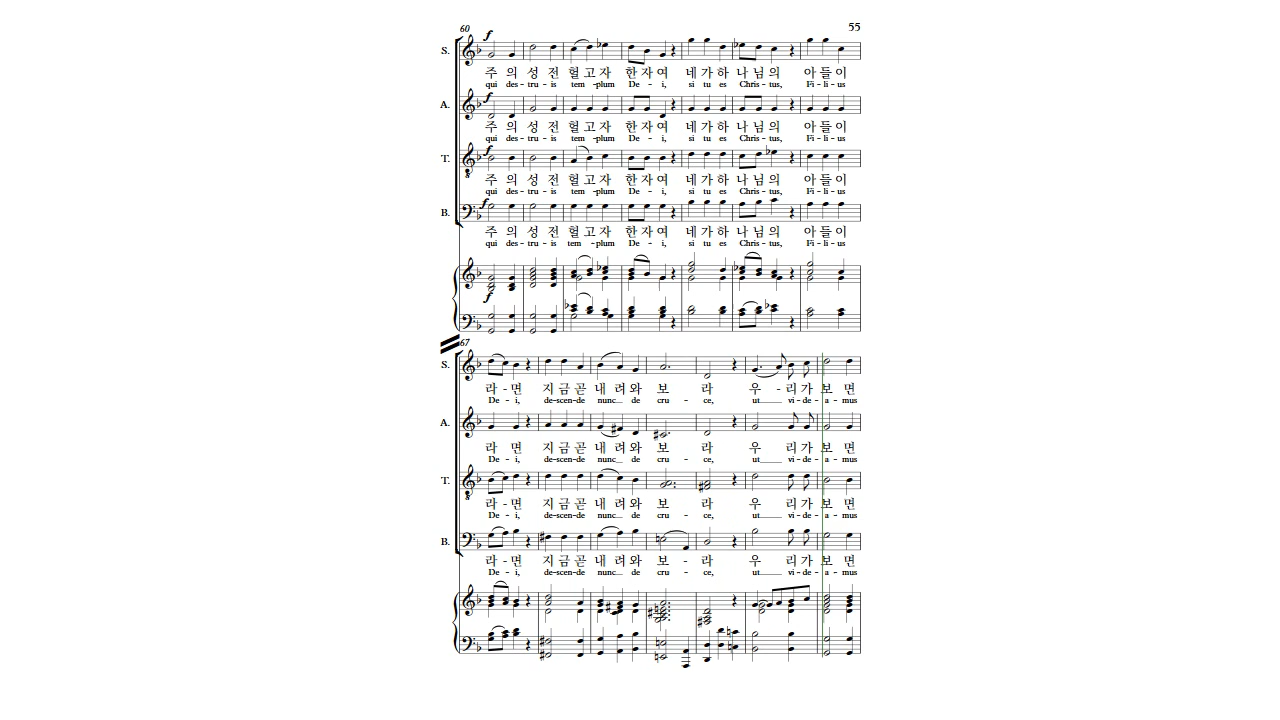 60
55
f
S.
주 의 성 전 헐 고 자 한 자 여 네 가 하 나 님 의 아 들 이
qui des - tru - is tem - plum De - i, si tu es Chris - tus, Fi - li - us
f
A.
주 의 성 전 헐 고 자 한 자 여 네 가 하 나 님 의 아 들 이
qui des - tru - is tem - plum De - i, si tu es Chris - tus, Fi - li - us
f
T.
8
주 의 성 전 헐 고 자 한 자 여 네 가 하 나 님 의 아 들 이
qui des - tru - is tem - plum De - i, si tu es Chris - tus, Fi - li - us
f
B.
주 의 성 전 헐 고 자 한 자 여 네 가 하 나 님 의 아 들 이
qui des - tru - is tem - plum De - i, si tu es Chris - tus, Fi - li - us
f
67
S.
라 - 면 지 금 곧 내 려 와 보 라 우 - 리 가 보 면
De - i, de-scen-de nunc de cru - ce, ut vi - de - a - mus
A.
라 면 지 금 곧 내 려 와 보 라 우 리 가 보 면
De - i, de-scen-de nunc de cru - ce, ut vi - de - a - mus
T.
8
라 - 면 지 금 곧 내 려 와 보 라 우 리 가 보 면
De - i, de-scen-de nunc de cru - ce, ut vi - de - a - mus
B.
라 - 면 지 금 곧 내 려 와 보 - 라 우 리 가 보 면
De - i, de-scen-de nunc de cru - ce, ut vi - de - a - mus